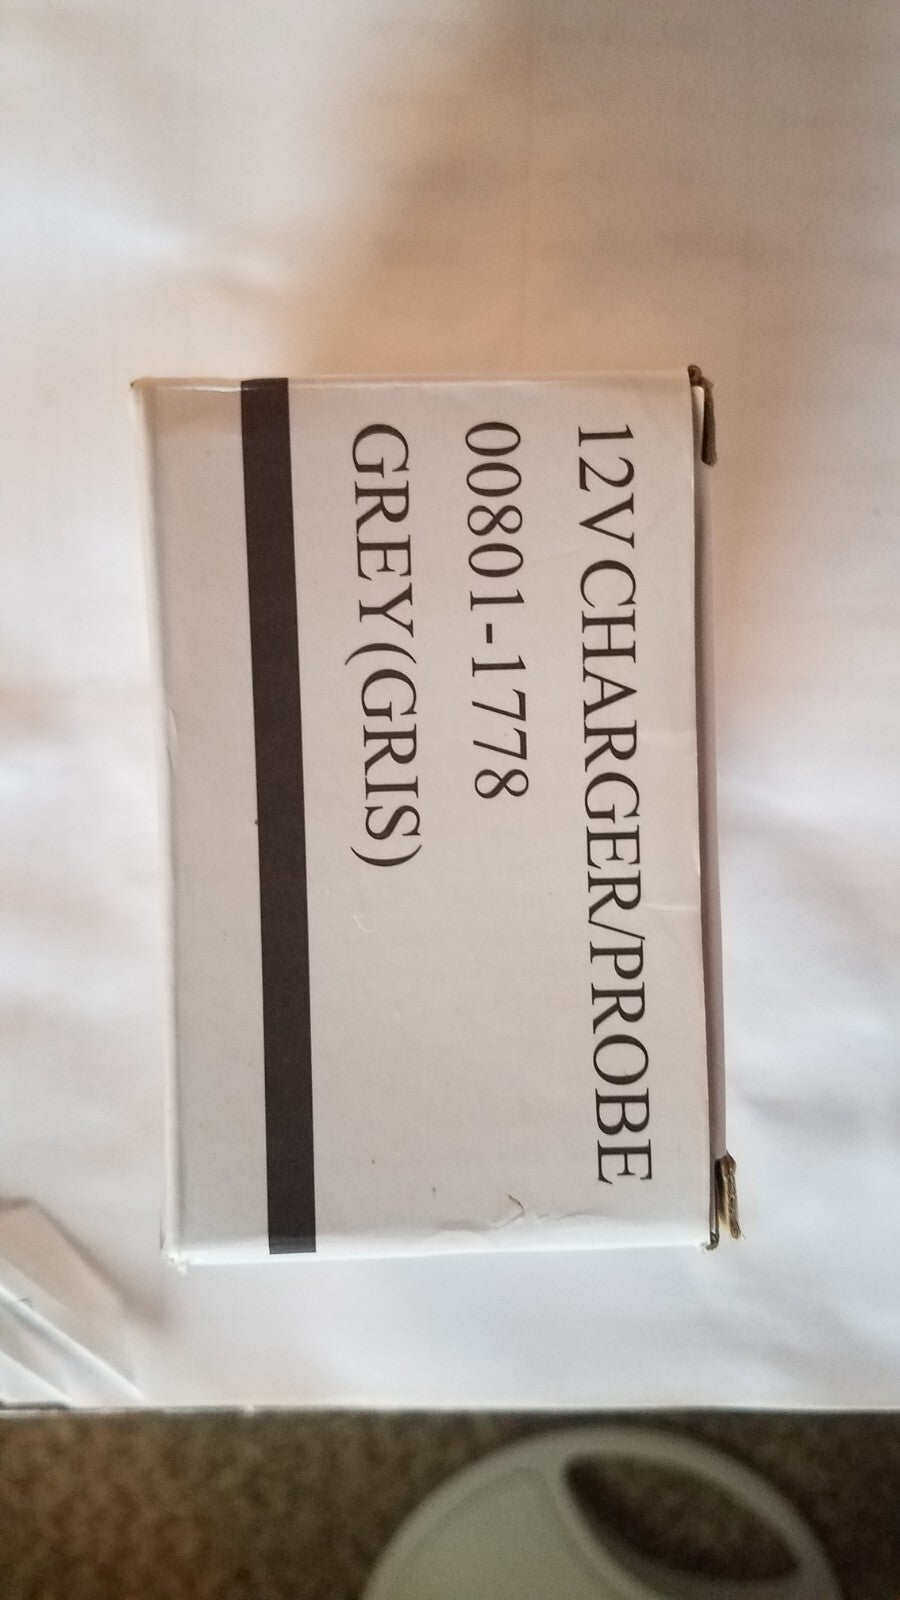 12V CHARGER/PROBE
00801-1778
GREY(GRIS)